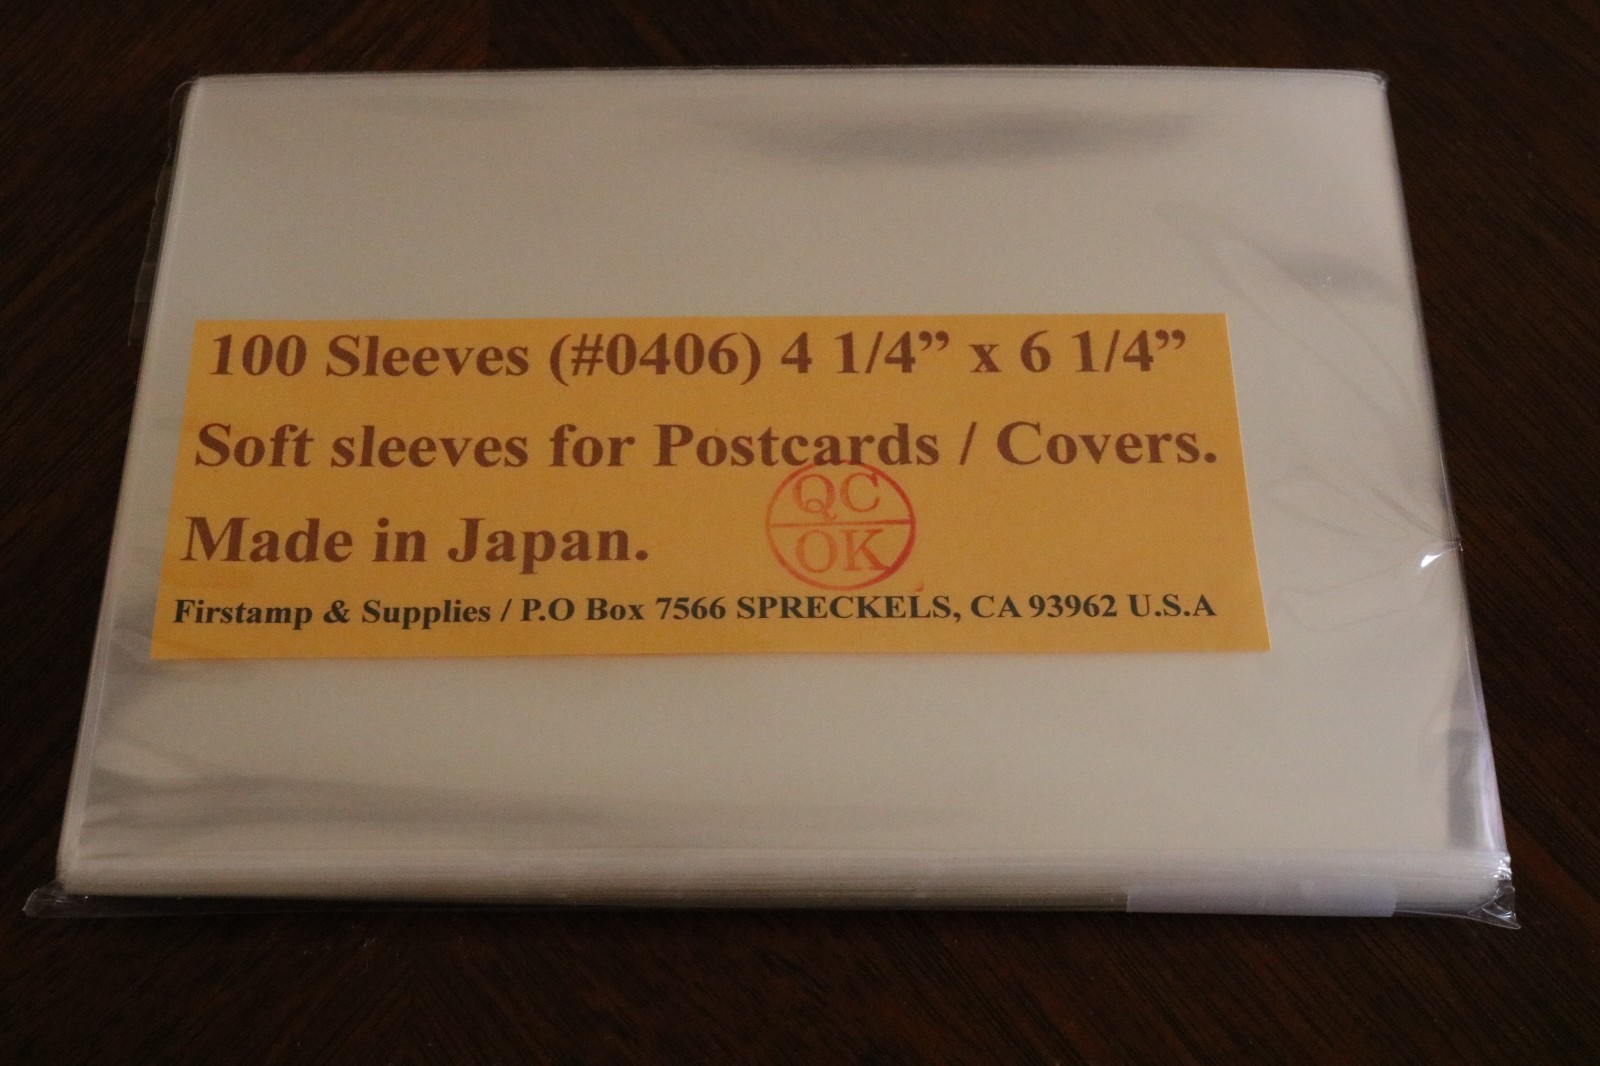 100 Sleeves (#0406) 4 1/4” x 6 1/4”
Soft sleeves for Postcards / Covers.
Made in Japan.
QC
OK
Firstamp & Supplies / P.O Box 7566 SPRECKELS, CA 93962 U.S.A